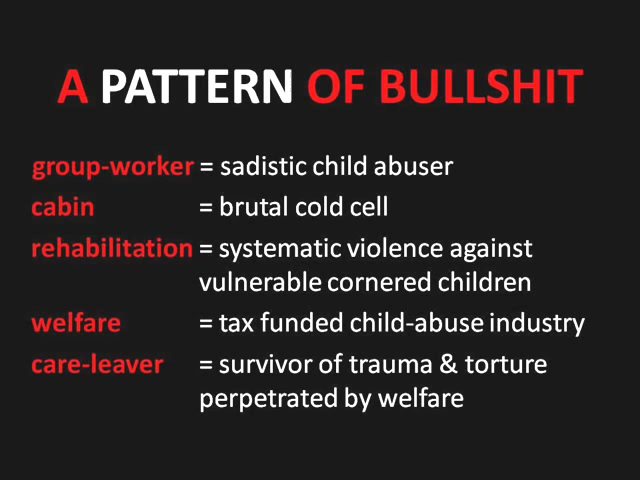 A PATTERN OF BULLSHIT
group-worker = sadistic child abuser
cabin = brutal cold cell
rehabilitation = systematic violence against
vulnerable cornered children
welfare = tax funded child-abuse industry
care-leaver = survivor of trauma & torture
perpetrated by welfare